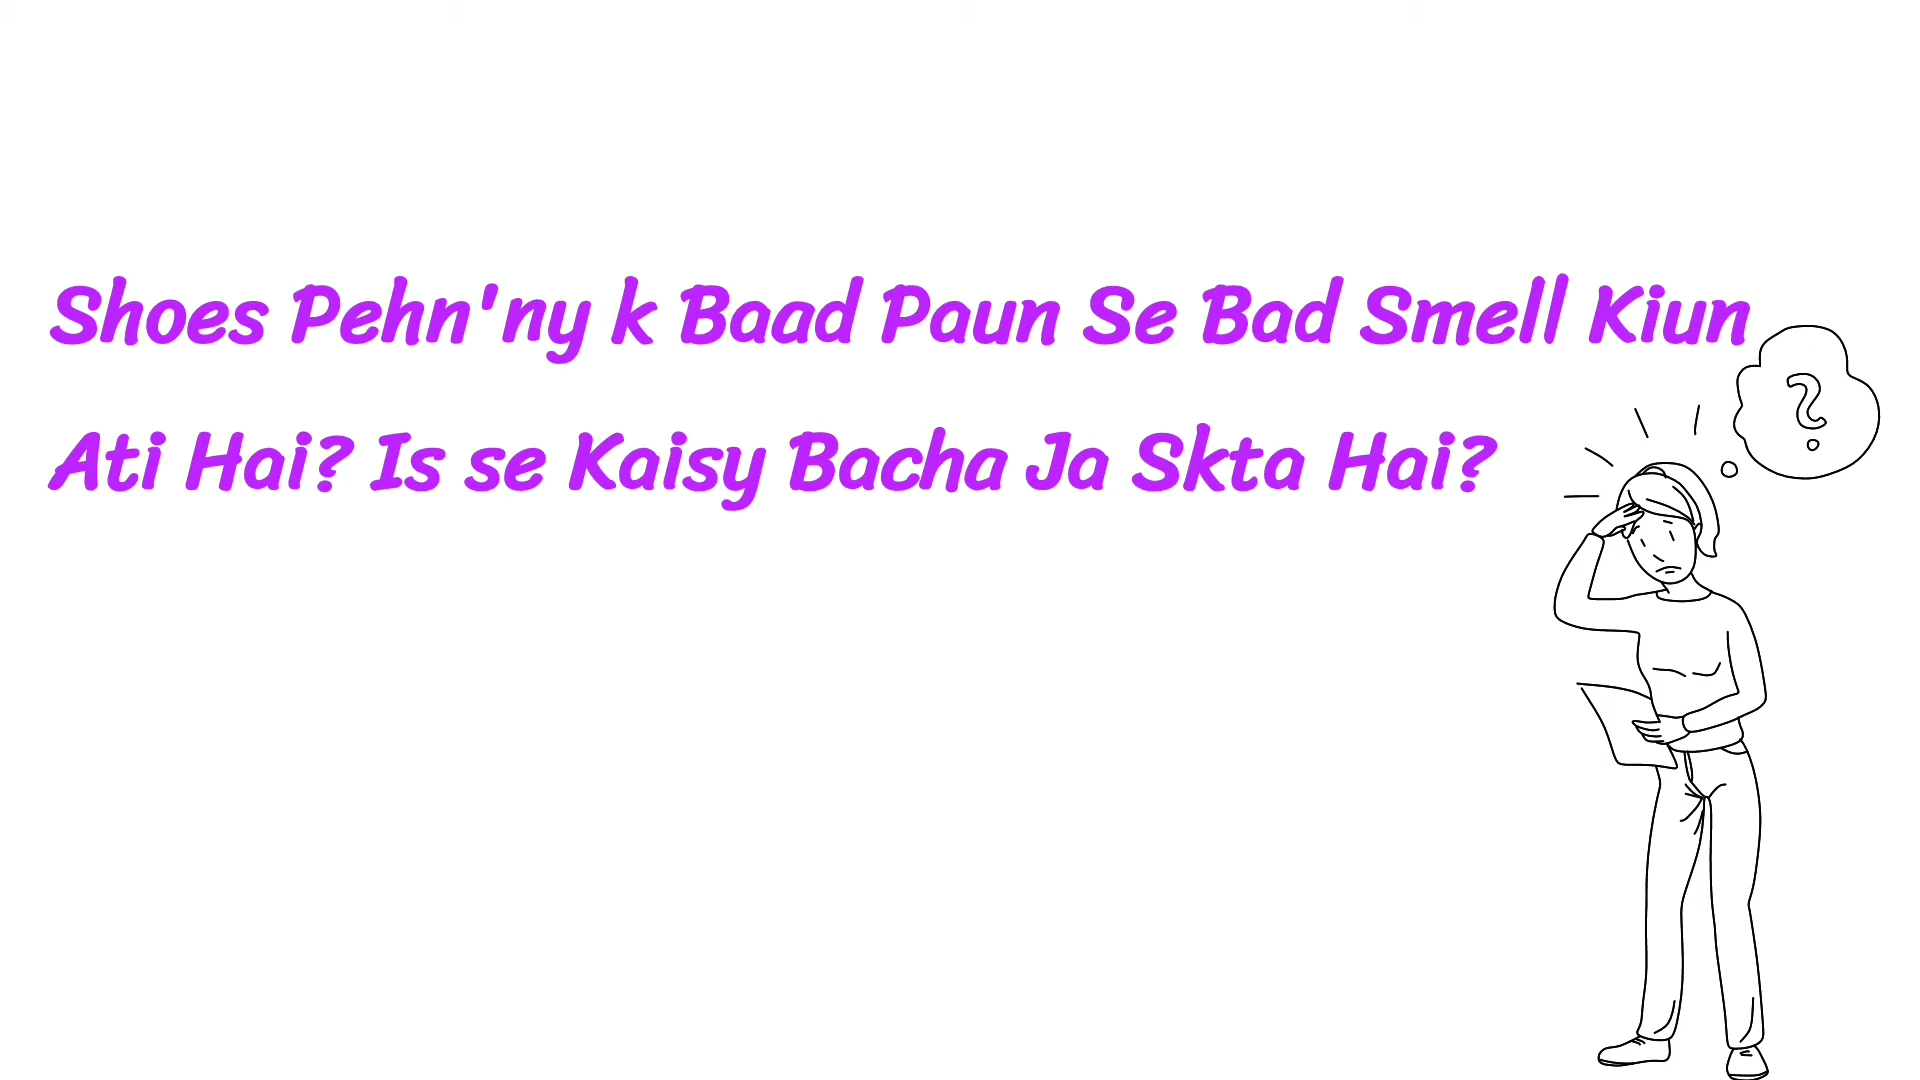 Shoes Pehn'ny k Baad Paun Se Bad Smell Kiun
Ati Hai? Is se Kaisy Bacha Ja Skta Hai?
?